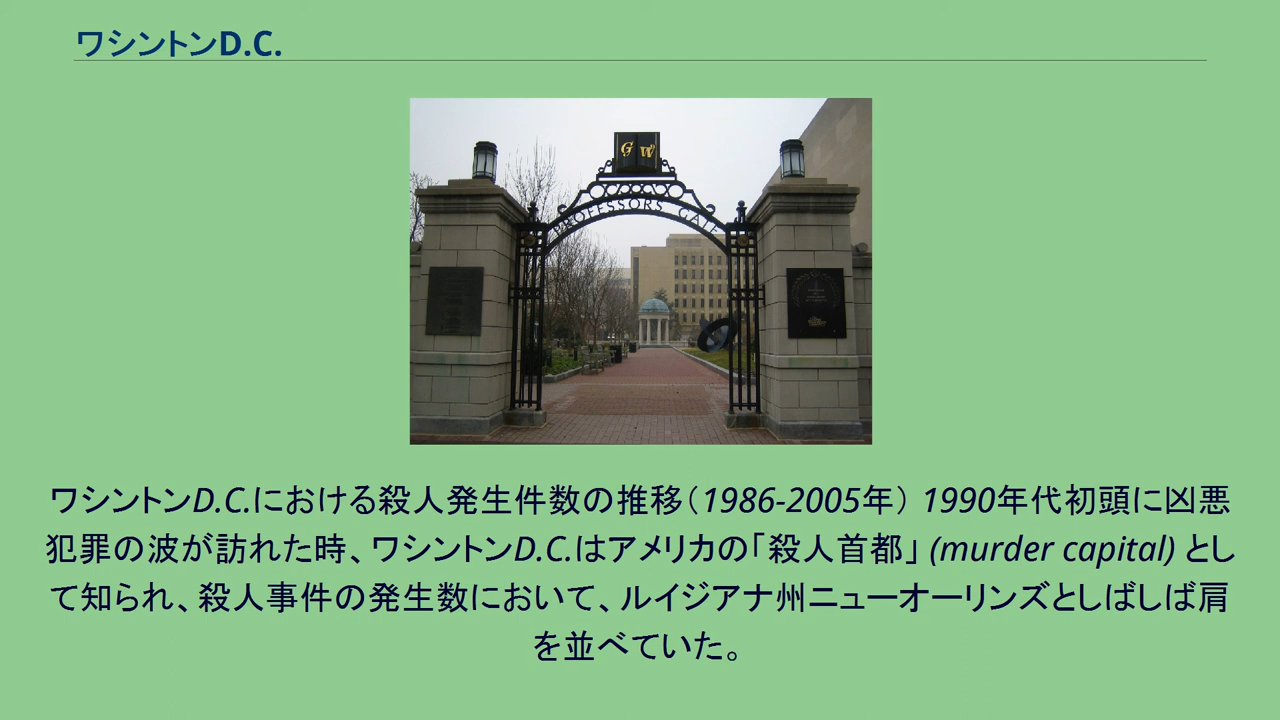 ワシントンD.C.
GW
PROFESSORS GATE
ワシントンD.C.における殺人発生件数の推移（1986-2005年） 1990年代初頭に凶悪
犯罪の波が訪れた時、ワシントンD.C.はアメリカの「殺人首都」 (murder capital) とし
て知られ、殺人事件の発生数において、ルイジアナ州ニューオーリンズとしばしば肩
を並べていた。